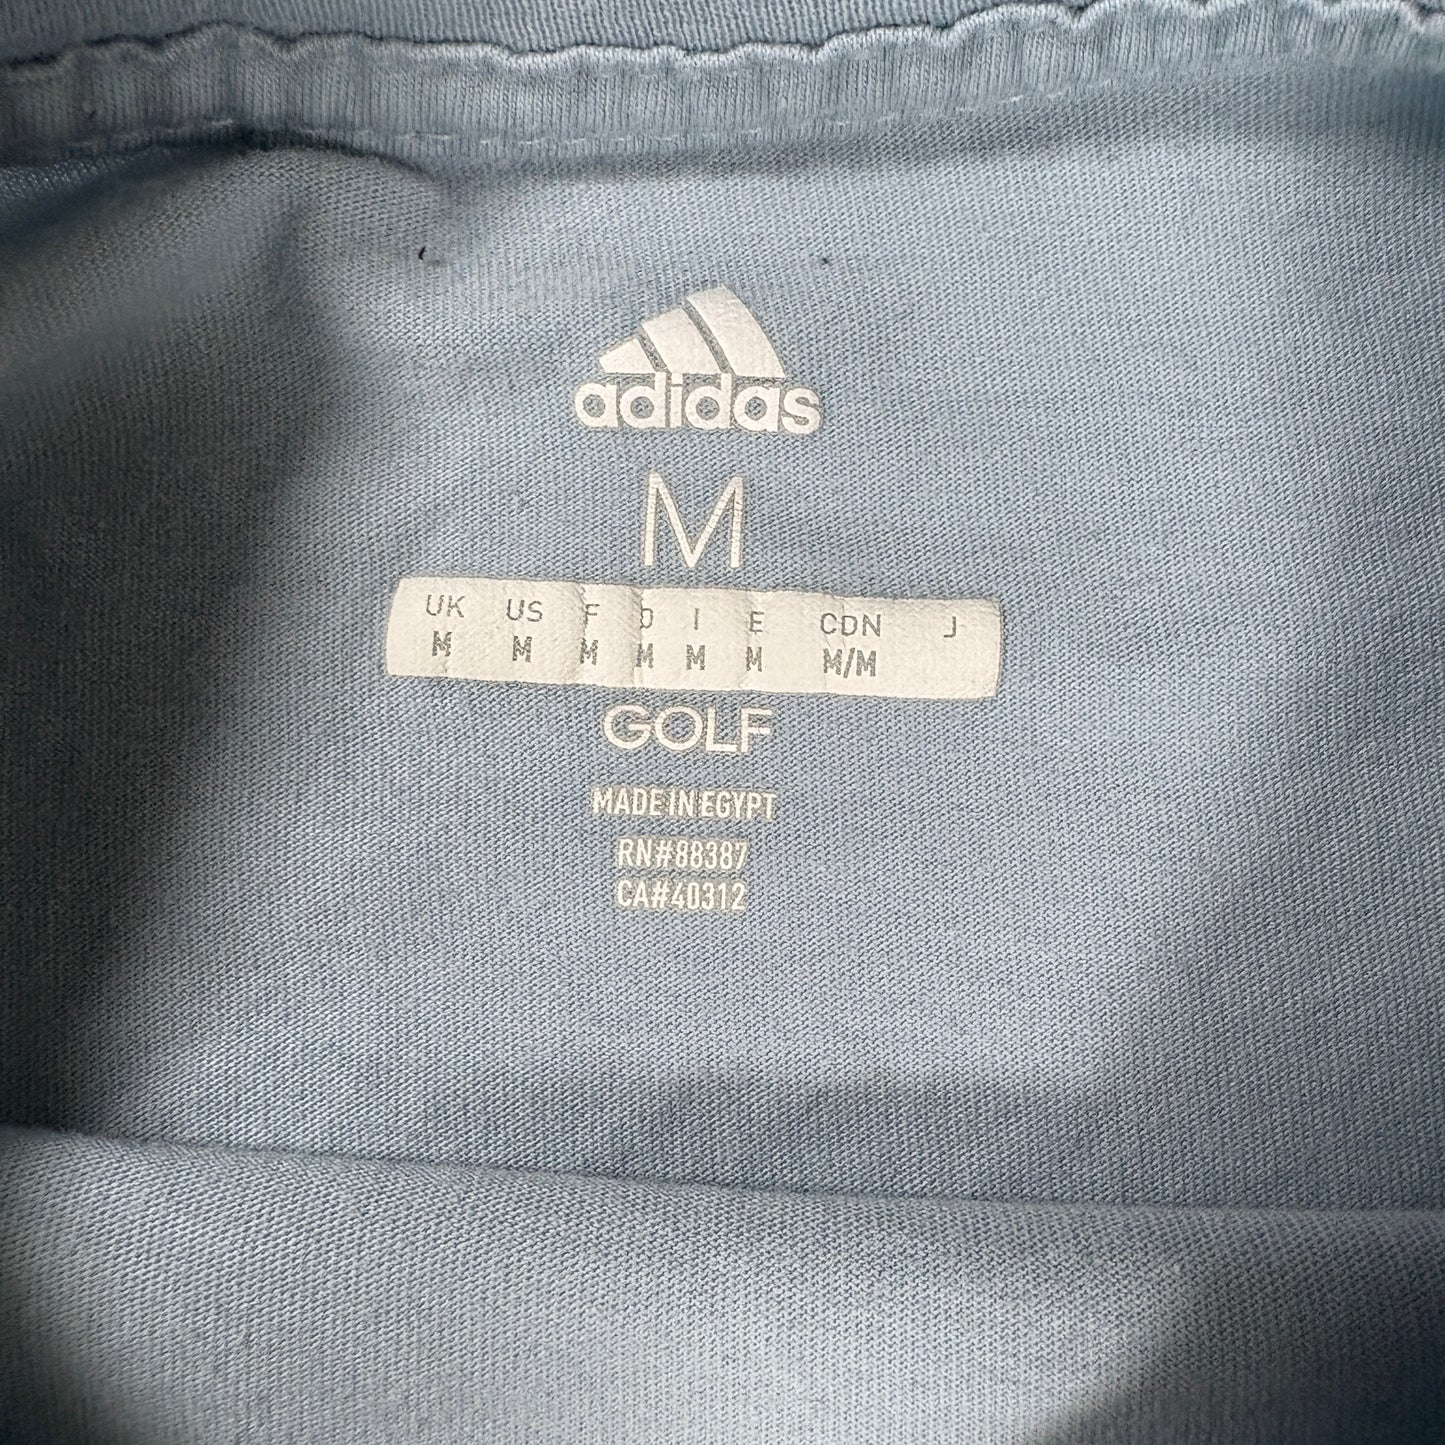 adidas
M
UK US F D I E CDN J
M M M M M M M/M
GOLF
MADE IN EGYPT
RN#88387
CA#40312